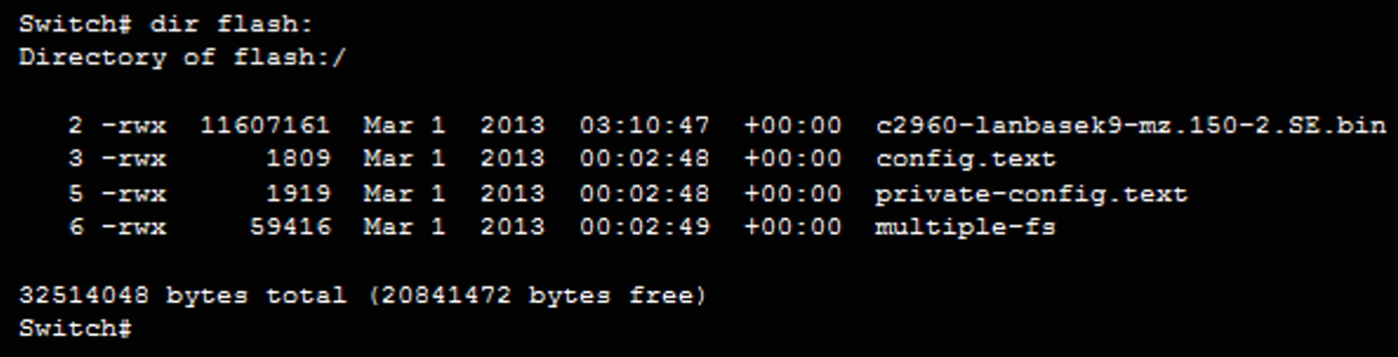 Switch# dir flash:
Directory of flash:/
2 -rwx 11607161 Mar 1 2013 03:10:47 +00:00 c2960-lanbasek9-mz.150-2.SE.bin
3 -rwx 1809 Mar 1 2013 00:02:48 +00:00 config.text
5 -rwx 1919 Mar 1 2013 00:02:48 +00:00 private-config.text
6 -rwx 59416 Mar 1 2013 00:02:49 +00:00 multiple-fs
32514048 bytes total (20841472 bytes free)
Switch#